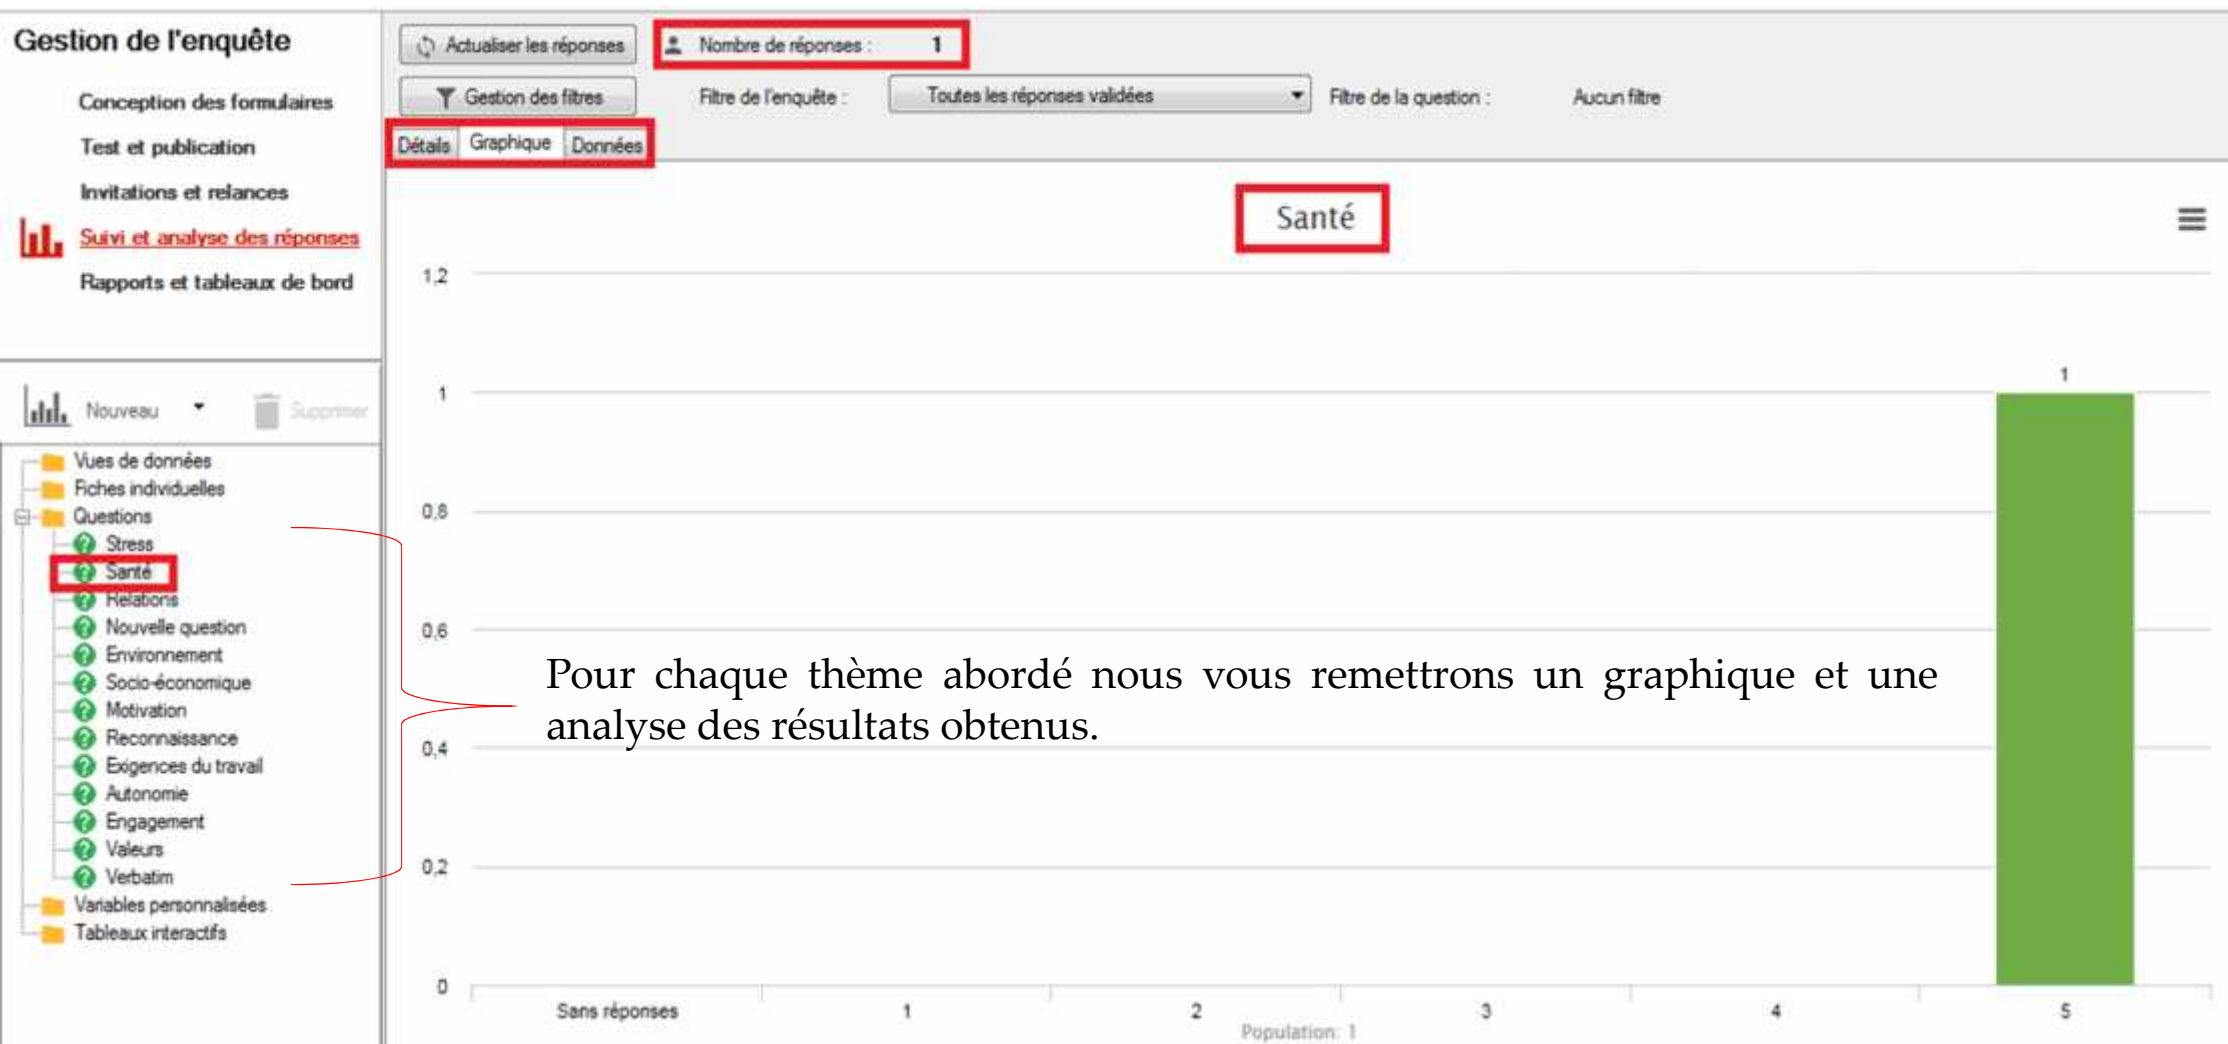 Gestion de l'enquête
Conception des formulaires
Test et publication
Invitations et relances
Suivi et analyse des réponses
Rapports et tableaux de bord
Nouveau
Supprimer
Vues de données
Fiches individuelles
Questions
Stress
Santé
Relations
Nouvelle question
Environnement
Socio-économique
Motivation
Reconnaissance
Exigences du travail
Autonomie
Engagement
Valeurs
Verbatim
Variables personnalisées
Tableaux interactifs
Actualiser les réponses
Nombre de réponses : 1
Gestion des filtres
Filtre de l'enquête : Toutes les réponses validées
Filtre de la question : Aucun filtre
Détails Graphique Données
Santé
1,2
1
0,8
0,6
0,4
0,2
0
1
Pour chaque thème abordé nous vous remettrons un graphique et une
analyse des résultats obtenus.
Sans réponses 1 2 3 4 5
Population: 1